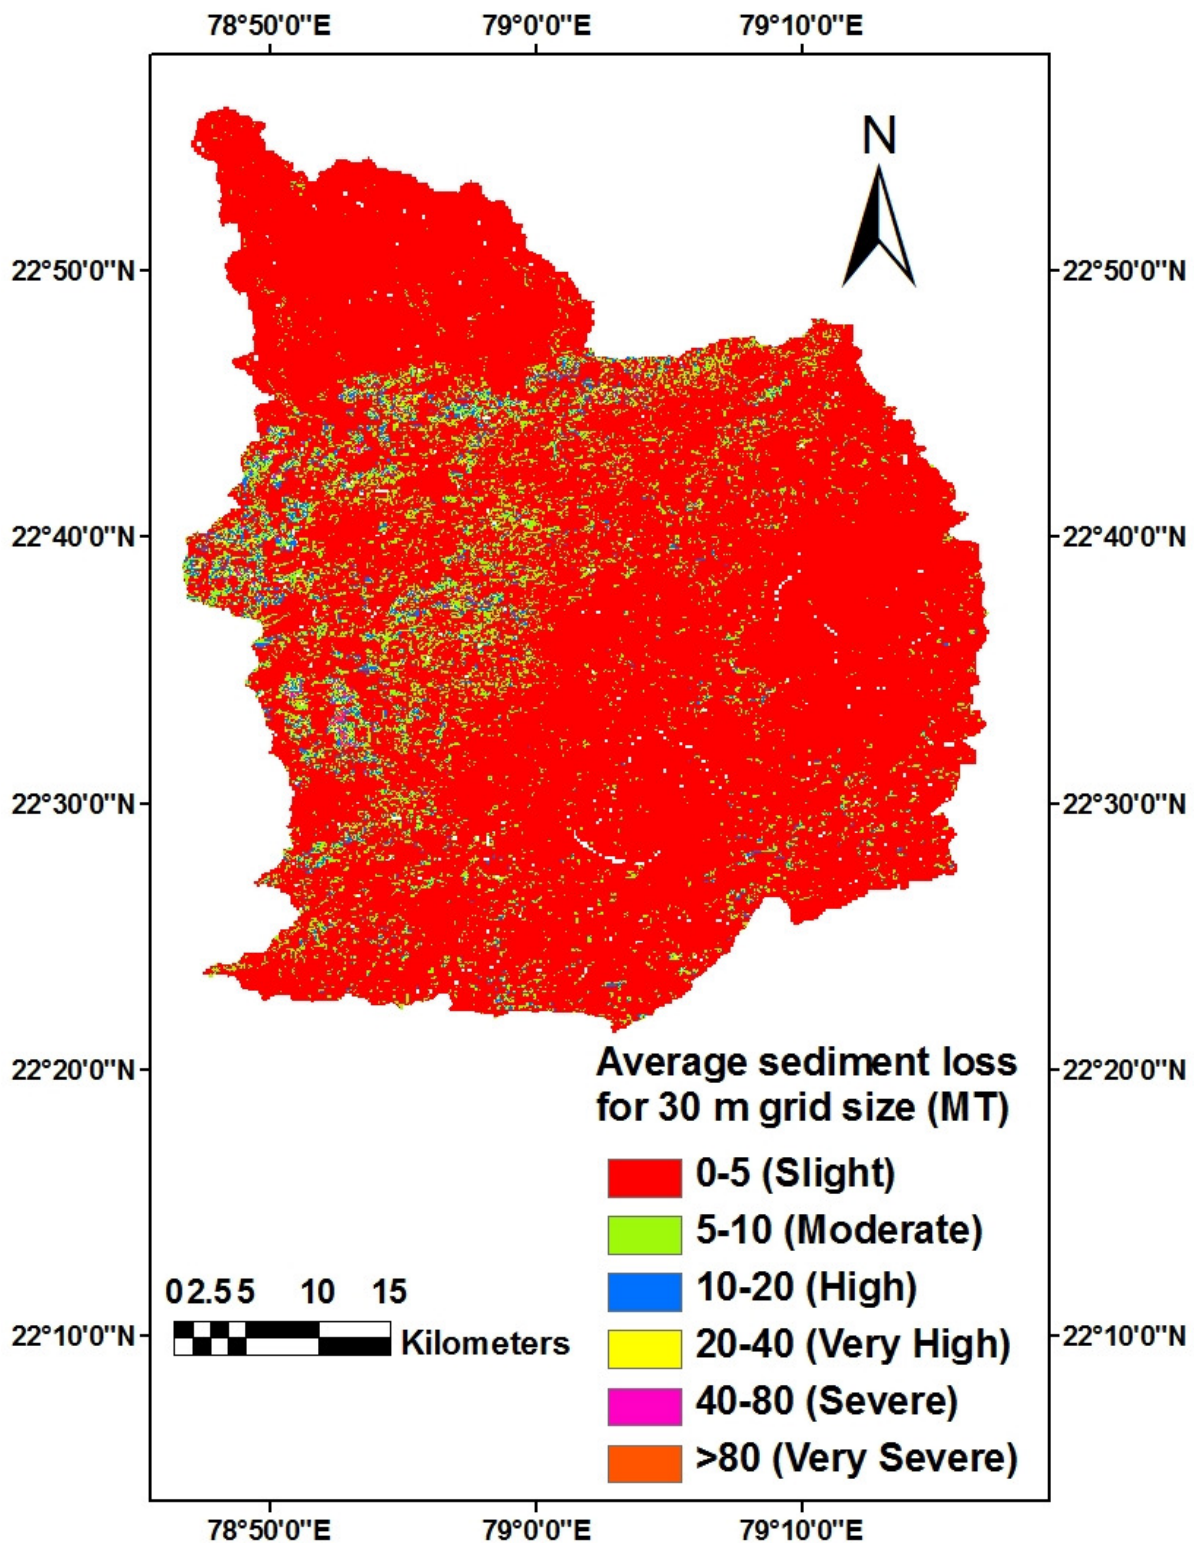 78°50'0"E 79°0'0"E 79°10'0"E
N
22°50'0"N 22°50'0"N
22°40'0"N 22°40'0"N
22°30'0"N 22°30'0"N
22°20'0"N 22°20'0"N
Average sediment loss
for 30 m grid size (MT)
0-5 (Slight)
5-10 (Moderate)
10-20 (High)
20-40 (Very High)
40-80 (Severe)
>80 (Very Severe)
0 2.5 5 10 15
Kilometers
22°10'0"N 22°10'0"N
78°50'0"E 79°0'0"E 79°10'0"E